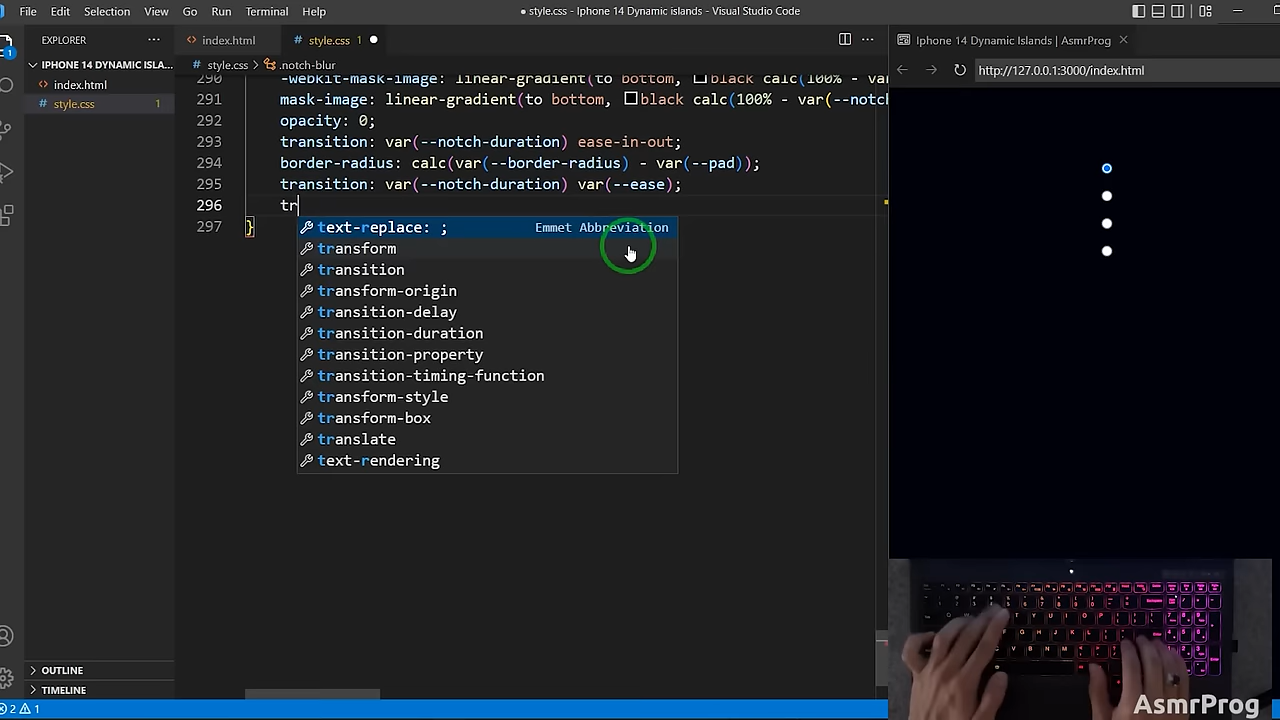 File Edit Selection View Go Run Terminal Help
● style.css - Iphone 14 Dynamic islands - Visual Studio Code
EXPLORER ···
IPHONE 14 DYNAMIC ISLA...
index.html
# style.css 1
OUTLINE
TIMELINE
<> index.html
# style.css 1 ●
# style.css > .notch-blur
290 -webkit-mask-image: linear-gradient(to bottom, black calc(100% - va
291 mask-image: linear-gradient(to bottom, black calc(100% - var(--notch
292 opacity: 0;
293 transition: var(--notch-duration) ease-in-out;
294 border-radius: calc(var(--border-radius) - var(--pad));
295 transition: var(--notch-duration) var(--ease);
296 tr
297 }
text-replace: ; Emmet Abbreviation
transform
transition
transform-origin
transition-delay
transition-duration
transition-property
transition-timing-function
transform-style
transform-box
translate
text-rendering
2 1
Iphone 14 Dynamic Islands | AsmrProg
http://127.0.0.1:3000/index.html
AsmrProg